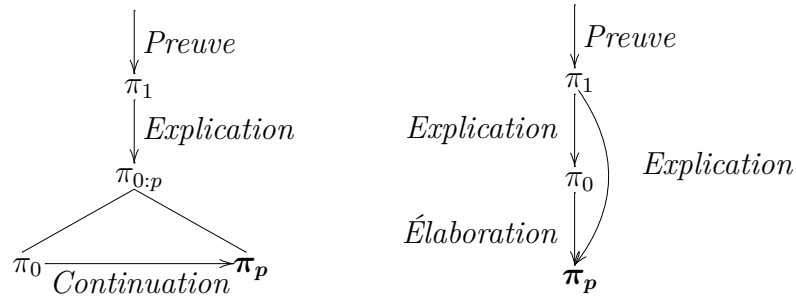 Preuve
π₁
Explication
π₀:ₚ
π₀
Continuation
πₚ
Preuve
π₁
Explication
Explication
π₀
Élaboration
πₚ